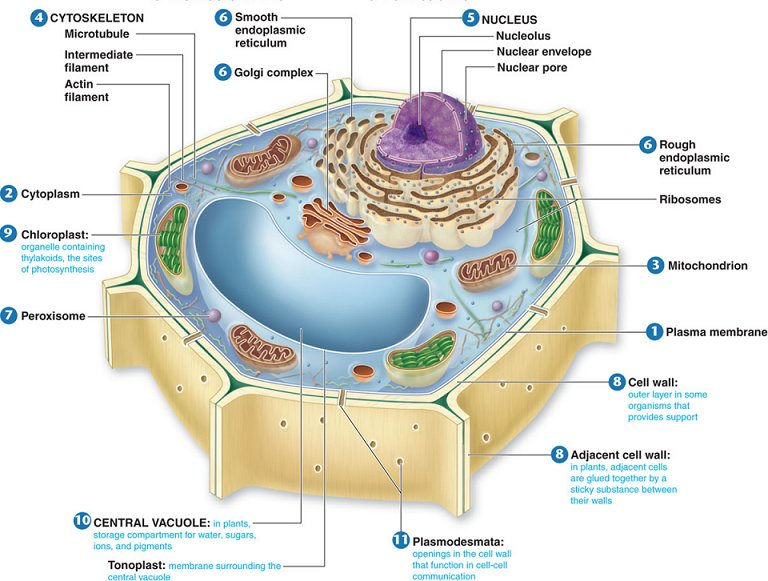 4 CYTOSKELETON
Microtubule
Intermediate
filament
Actin
filament
6 Smooth
endoplasmic
reticulum
6 Golgi complex
5 NUCLEUS
Nucleolus
Nuclear envelope
Nuclear pore
6 Rough
endoplasmic
reticulum
Ribosomes
2 Cytoplasm
9 Chloroplast:
organelle containing
thylakoids, the sites
of photosynthesis
3 Mitochondrion
7 Peroxisome
1 Plasma membrane
8 Cell wall:
outer layer in some
organisms that
provides support
8 Adjacent cell wall:
in plants, adjacent cells
are glued together by a
sticky substance between
their walls
10 CENTRAL VACUOLE: in plants,
storage compartment for water, sugars,
ions, and pigments
Tonoplast: membrane surrounding the
central vacuole
11 Plasmodesmata:
openings in the cell wall
that function in cell-cell
communication